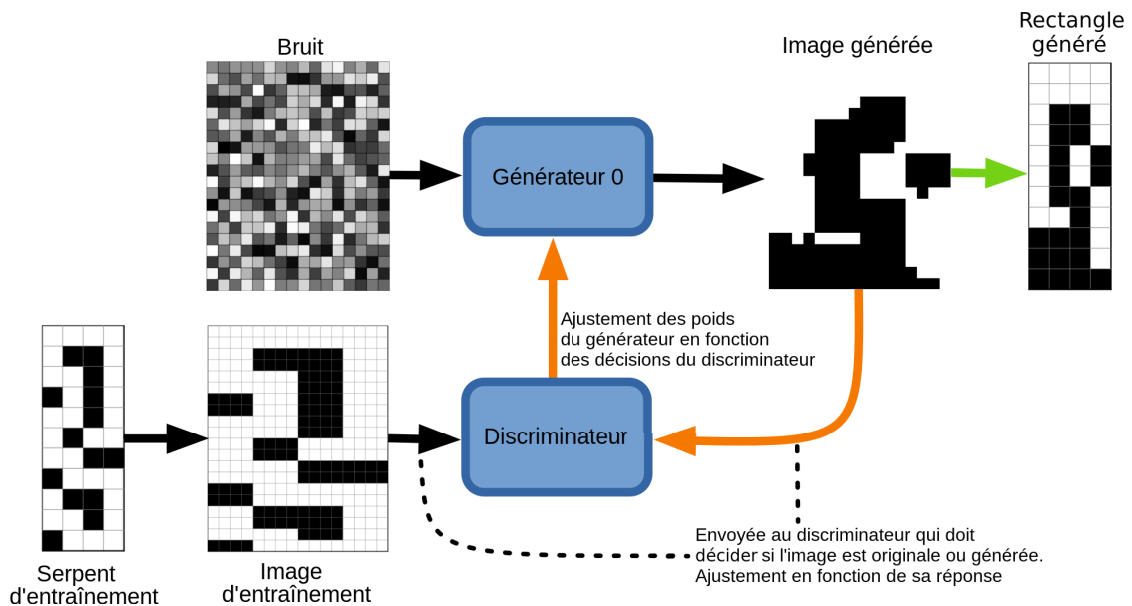 Bruit
Image générée
Rectangle
généré
Générateur 0
Ajustement des poids
du générateur en fonction
des décisions du discriminateur
Discriminateur
Envoyée au discriminateur qui doit
décider si l'image est originale ou générée.
Ajustement en fonction de sa réponse
Serpent
d'entraînement
Image
d'entraînement